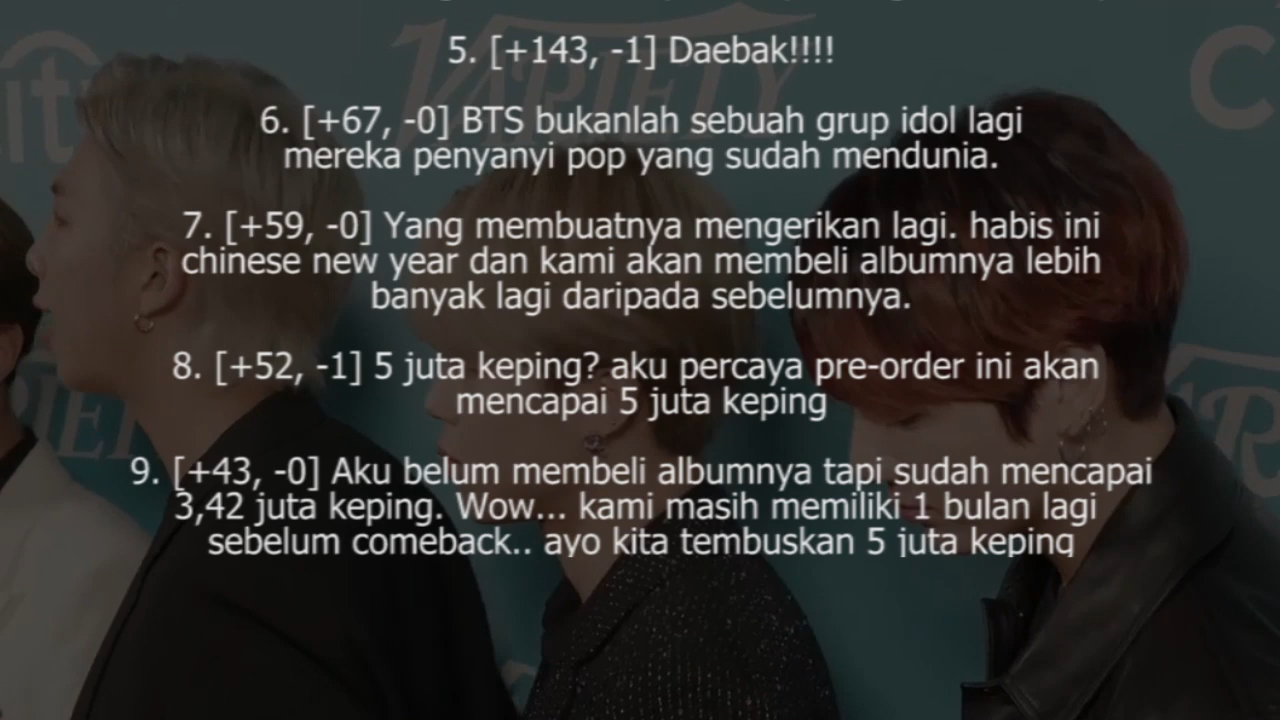 5. [+143, -1] Daebak!!!!
6. [+67, -0] BTS bukanlah sebuah grup idol lagi
mereka penyanyi pop yang sudah mendunia.
7. [+59, -0] Yang membuatnya mengerikan lagi. habis ini
chinese new year dan kami akan membeli albumnya lebih
banyak lagi daripada sebelumnya.
8. [+52, -1] 5 juta keping? aku percaya pre-order ini akan
mencapai 5 juta keping
9. [+43, -0] Aku belum membeli albumnya tapi sudah mencapai
3,42 juta keping. Wow... kami masih memiliki 1 bulan lagi
sebelum comeback.. ayo kita tembuskan 5 juta keping
VARIETY